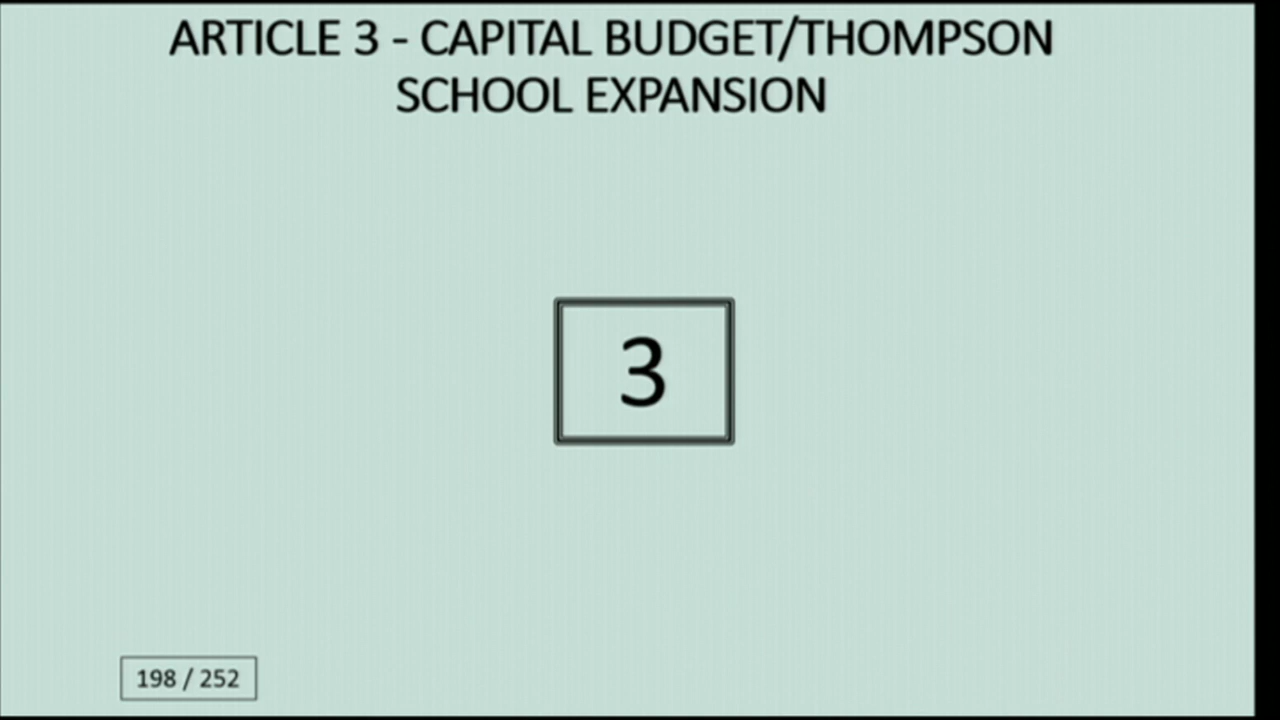 ARTICLE 3 - CAPITAL BUDGET/THOMPSON
SCHOOL EXPANSION
3
198 / 252